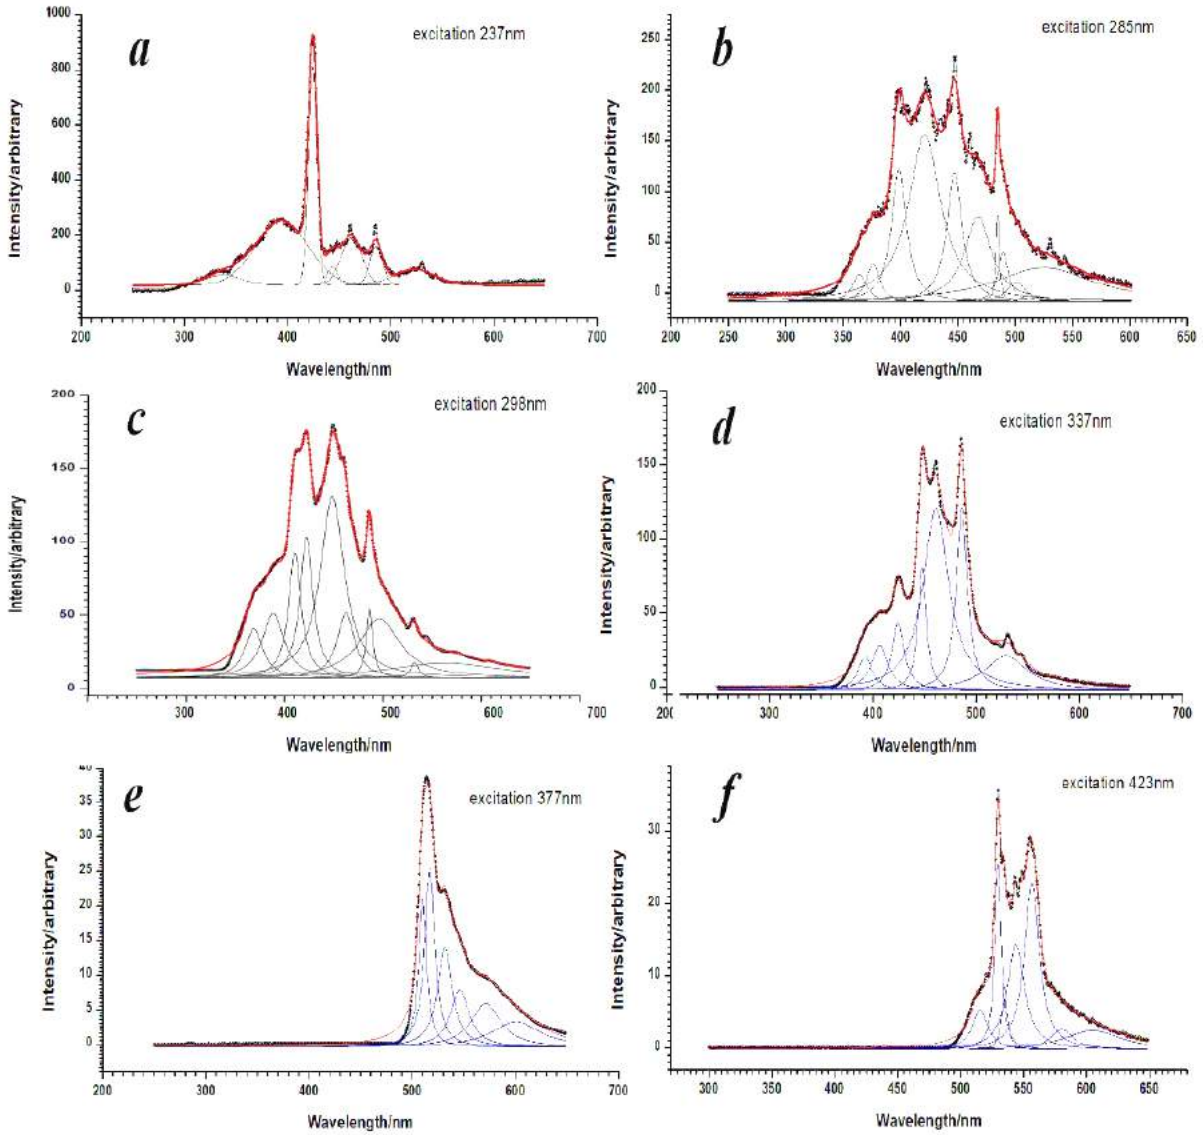 a
excitation 237nm
Intensity/arbitrary
1000
800
600
400
200
0
200 300 400 500 600 700
Wavelength/nm
b
excitation 285nm
Intensity/arbitrary
250
200
150
100
50
0
200 250 300 350 400 450 500 550 600 650
Wavelength/nm
c
excitation 298nm
Intensity/arbitrary
200
150
100
50
0
300 400 500 600 700
Wavelength/nm
d
excitation 337nm
Intensity/arbitrary
200
150
100
50
0
200 300 400 500 600 700
Wavelength/nm
e
excitation 377nm
Intensity/arbitrary
40
35
30
25
20
15
10
5
0
200 300 400 500 600 700
Wavelength/nm
f
excitation 423nm
Intensity/arbitrary
30
20
10
0
300 350 400 450 500 550 600 650
Wavelength/nm